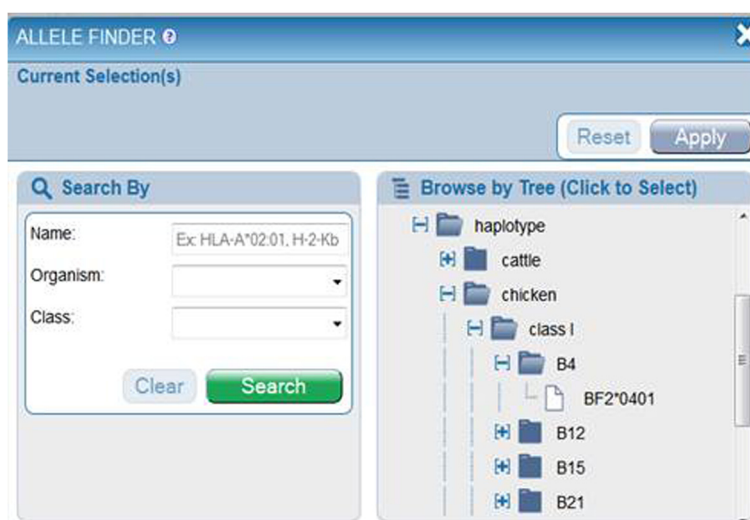 ALLELE FINDER ?
Current Selection(s)
Reset Apply
Search By
Name: Ex: HLA-A*02:01, H-2-Kb
Organism:
Class:
Clear Search
Browse by Tree (Click to Select)
haplotype
cattle
chicken
class I
B4
BF2*0401
B12
B15
B21